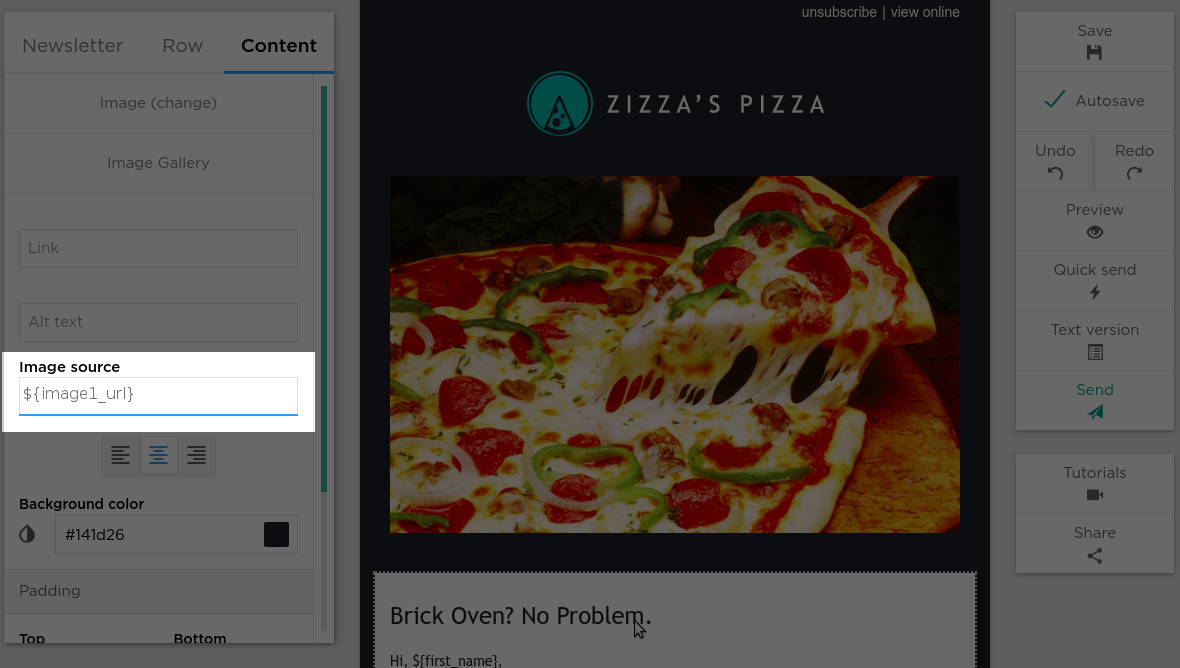 Newsletter Row Content
Image (change)
Image Gallery
Link
Alt text
Image source
${image1_url}
Background color
#141d26
Padding
Top Bottom
unsubscribe | view online
ZIZZA'S PIZZA
Brick Oven? No Problem.
Hi, ${first_name},
Save
Autosave
Undo Redo
Preview
Quick send
Text version
Send
Tutorials
Share